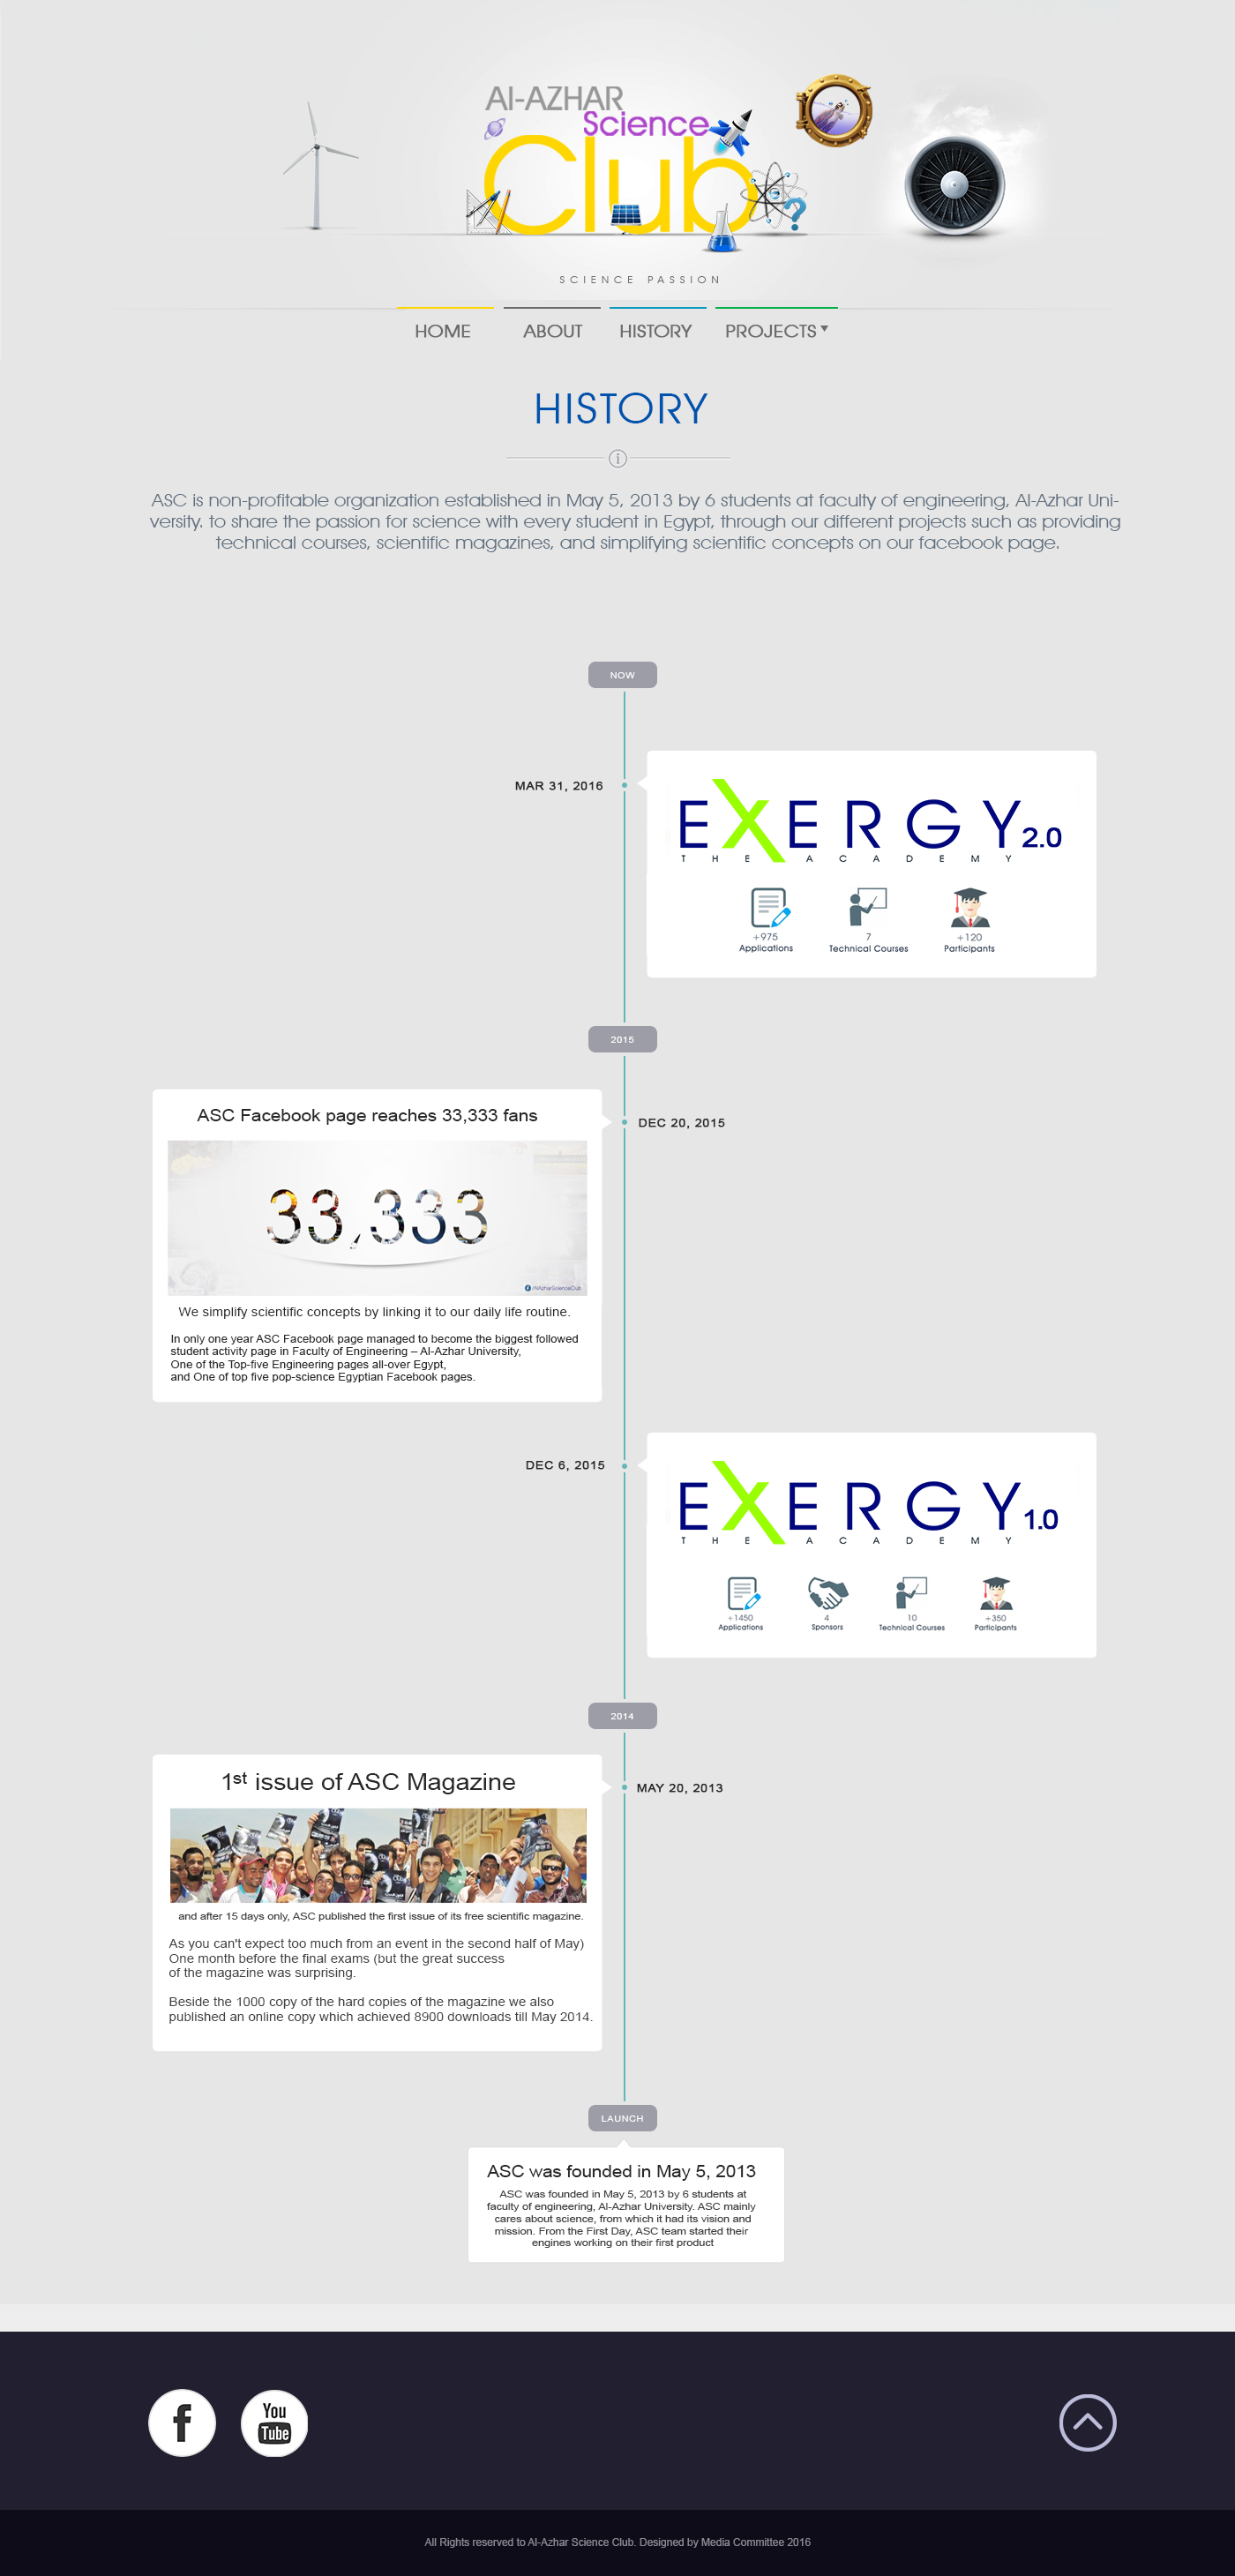 Al-AZHAR
Science
Club
SCIENCE PASSION
HOME
ABOUT
HISTORY
PROJECTS
HISTORY
ASC is non-profitable organization established in May 5, 2013 by 6 students at faculty of engineering, Al-Azhar Uni-
versity. to share the passion for science with every student in Egypt, through our different projects such as providing
technical courses, scientific magazines, and simplifying scientific concepts on our facebook page.
NOW
MAR 31, 2016
EXERGY 2.0
THE ACADEMY
+975
Applications
7
Technical Courses
+120
Participants
2015
ASC Facebook page reaches 33,333 fans
DEC 20, 2015
33,333
/AlAzharScienceClub
We simplify scientific concepts by linking it to our daily life routine.
In only one year ASC Facebook page managed to become the biggest followed
student activity page in Faculty of Engineering – Al-Azhar University,
One of the Top-five Engineering pages all-over Egypt,
and One of top five pop-science Egyptian Facebook pages.
DEC 6, 2015
EXERGY 1.0
THE ACADEMY
+1450
Applications
4
Sponsors
10
Technical Courses
+350
Participants
2014
1st issue of ASC Magazine
MAY 20, 2013
and after 15 days only, ASC published the first issue of its free scientific magazine.
As you can't expect too much from an event in the second half of May)
One month before the final exams (but the great success
of the magazine was surprising.
Beside the 1000 copy of the hard copies of the magazine we also
published an online copy which achieved 8900 downloads till May 2014.
LAUNCH
ASC was founded in May 5, 2013
ASC was founded in May 5, 2013 by 6 students at
faculty of engineering, Al-Azhar University. ASC mainly
cares about science, from which it had its vision and
mission. From the First Day, ASC team started their
engines working on their first product
f
You
Tube
All Rights reserved to Al-Azhar Science Club. Designed by Media Committee 2016